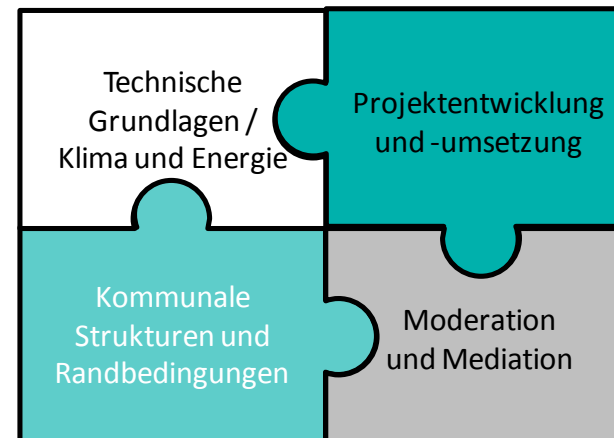 Technische
Grundlagen /
Klima und Energie
Projektentwicklung
und -umsetzung
Kommunale
Strukturen und
Randbedingungen
Moderation
und Mediation